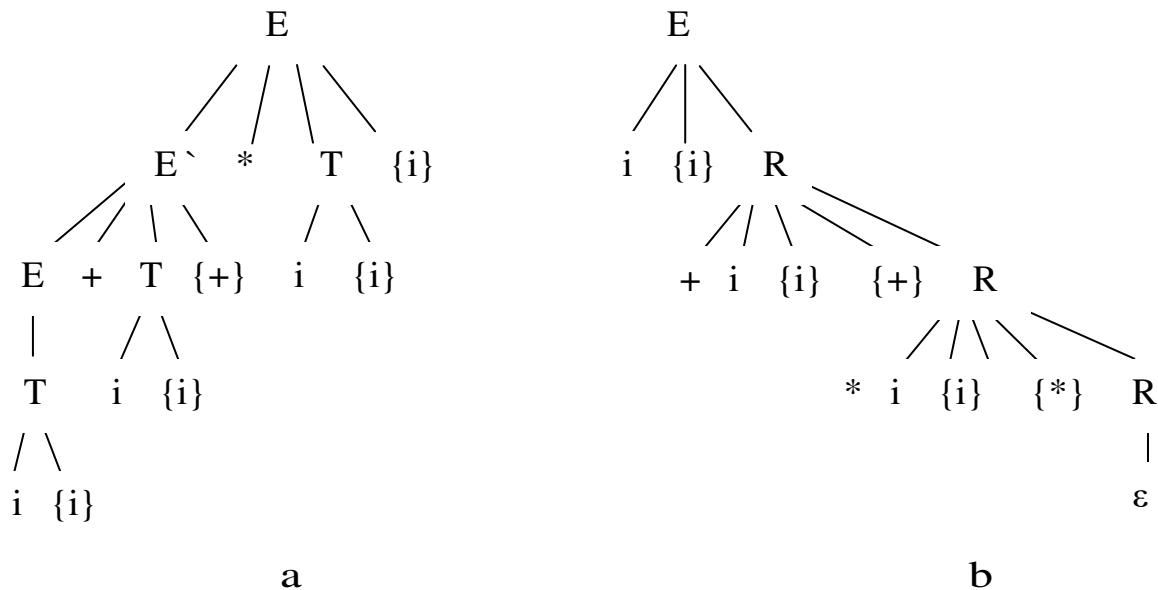 E E
E` * T {i} i {i} R
E + T {+} i {i} + i {i} {+} R
T i {i} * i {i} {*} R
i {i} ε
a b